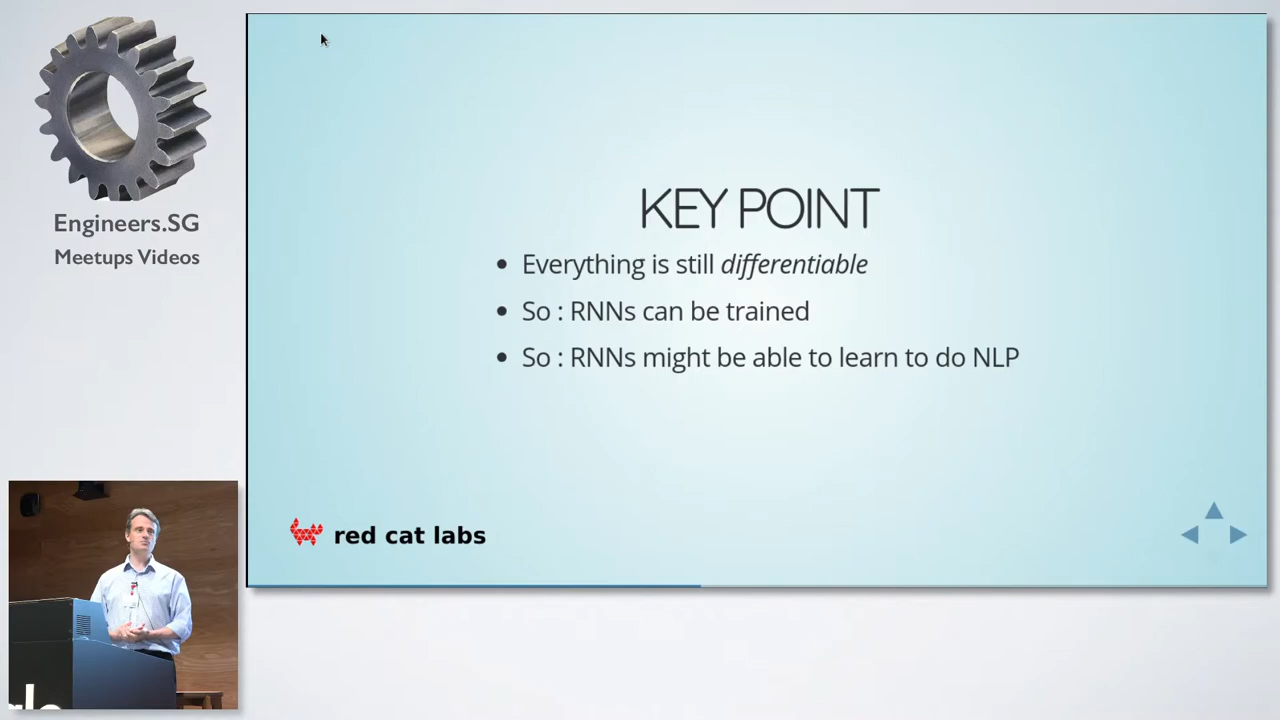 Engineers.SG
Meetups Videos
KEY POINT
• Everything is still differentiable
• So : RNNs can be trained
• So : RNNs might be able to learn to do NLP
red cat labs